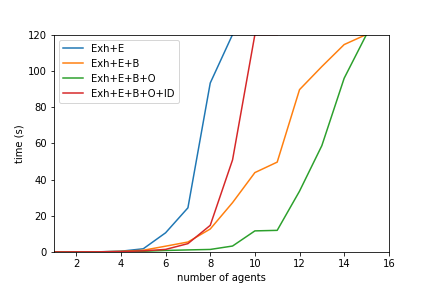 120
100
80
60
40
20
0
time (s)
Exh+E
Exh+E+B
Exh+E+B+O
Exh+E+B+O+ID
2 4 6 8 10 12 14 16
number of agents